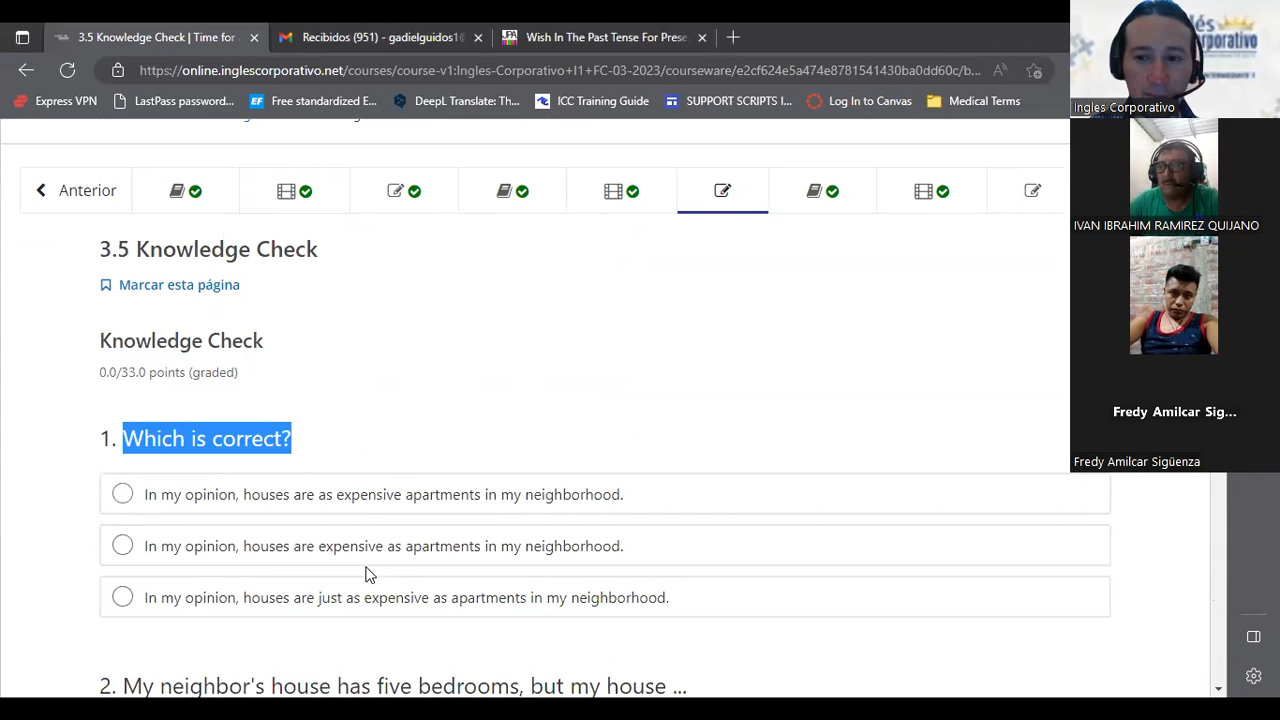 3.5 Knowledge Check | Time for
Recibidos (951) - gadielguidos1@
Wish In The Past Tense For Prese
https://online.inglescorporativo.net/courses/course-v1:Ingles-Corporativo+I1+FC-03-2023/courseware/e2cf624e5a474e8781541430ba0dd60c/b...
Express VPN
LastPass password...
Free standardized E...
DeepL Translate: Th...
ICC Training Guide
SUPPORT SCRIPTS I...
Log In to Canvas
Medical Terms
Anterior
3.5 Knowledge Check
Marcar esta página
Knowledge Check
0.0/33.0 points (graded)
1. Which is correct?
In my opinion, houses are as expensive apartments in my neighborhood.
In my opinion, houses are expensive as apartments in my neighborhood.
In my opinion, houses are just as expensive as apartments in my neighborhood.
2. My neighbor's house has five bedrooms, but my house ...
Ingles Corporativo
IVAN IBRAHIM RAMIREZ QUIJANO
Fredy Amilcar Sig...
Fredy Amilcar Sigüenza